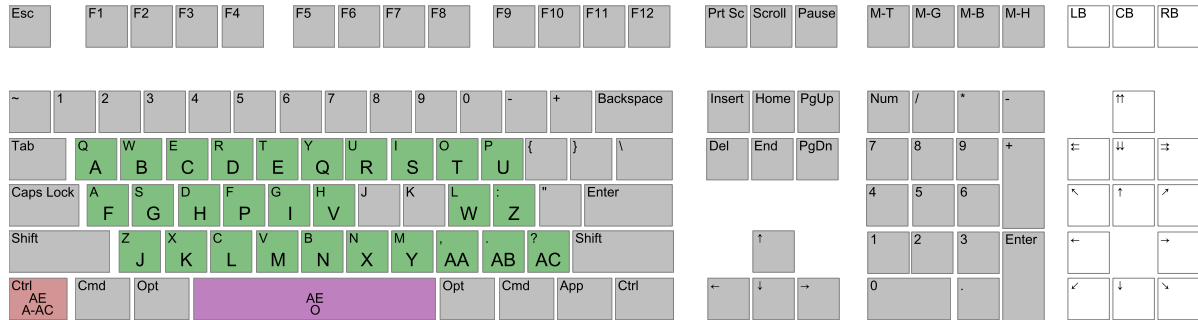 Esc F1 F2 F3 F4 F5 F6 F7 F8 F9 F10 F11 F12 Prt Sc Scroll Pause M-T M-G M-B M-H LB CB RB
~ 1 2 3 4 5 6 7 8 9 0 - + Backspace Insert Home PgUp Num / * - ⇈
Tab Q W E R T Y U I O P { } \ Del End PgDn 7 8 9 + ⇇ ⇊ ⇉
A B C D E Q R S T U
Caps Lock A S D F G H J K L : " Enter 4 5 6 ↖ ↑ ↗
F G H P I V W Z
Shift Z X C V B N M , . ? Shift ↑ 1 2 3 Enter ← →
J K L M N X Y AA AB AC
Ctrl Cmd Opt Opt Cmd App Ctrl ← ↓ → 0 . ↙ ↓ ↘
AE AE
A-AC O